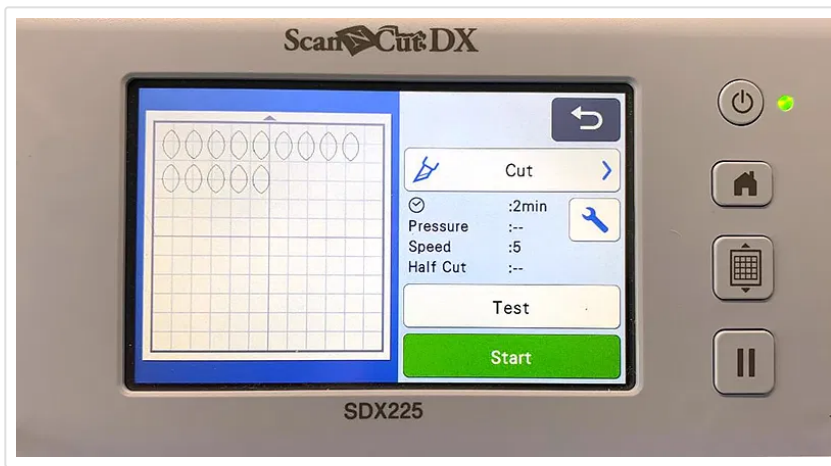 ScanNCut DX
Cut
:2min
Pressure :--
Speed :5
Half Cut :--
Test
Start
SDX225